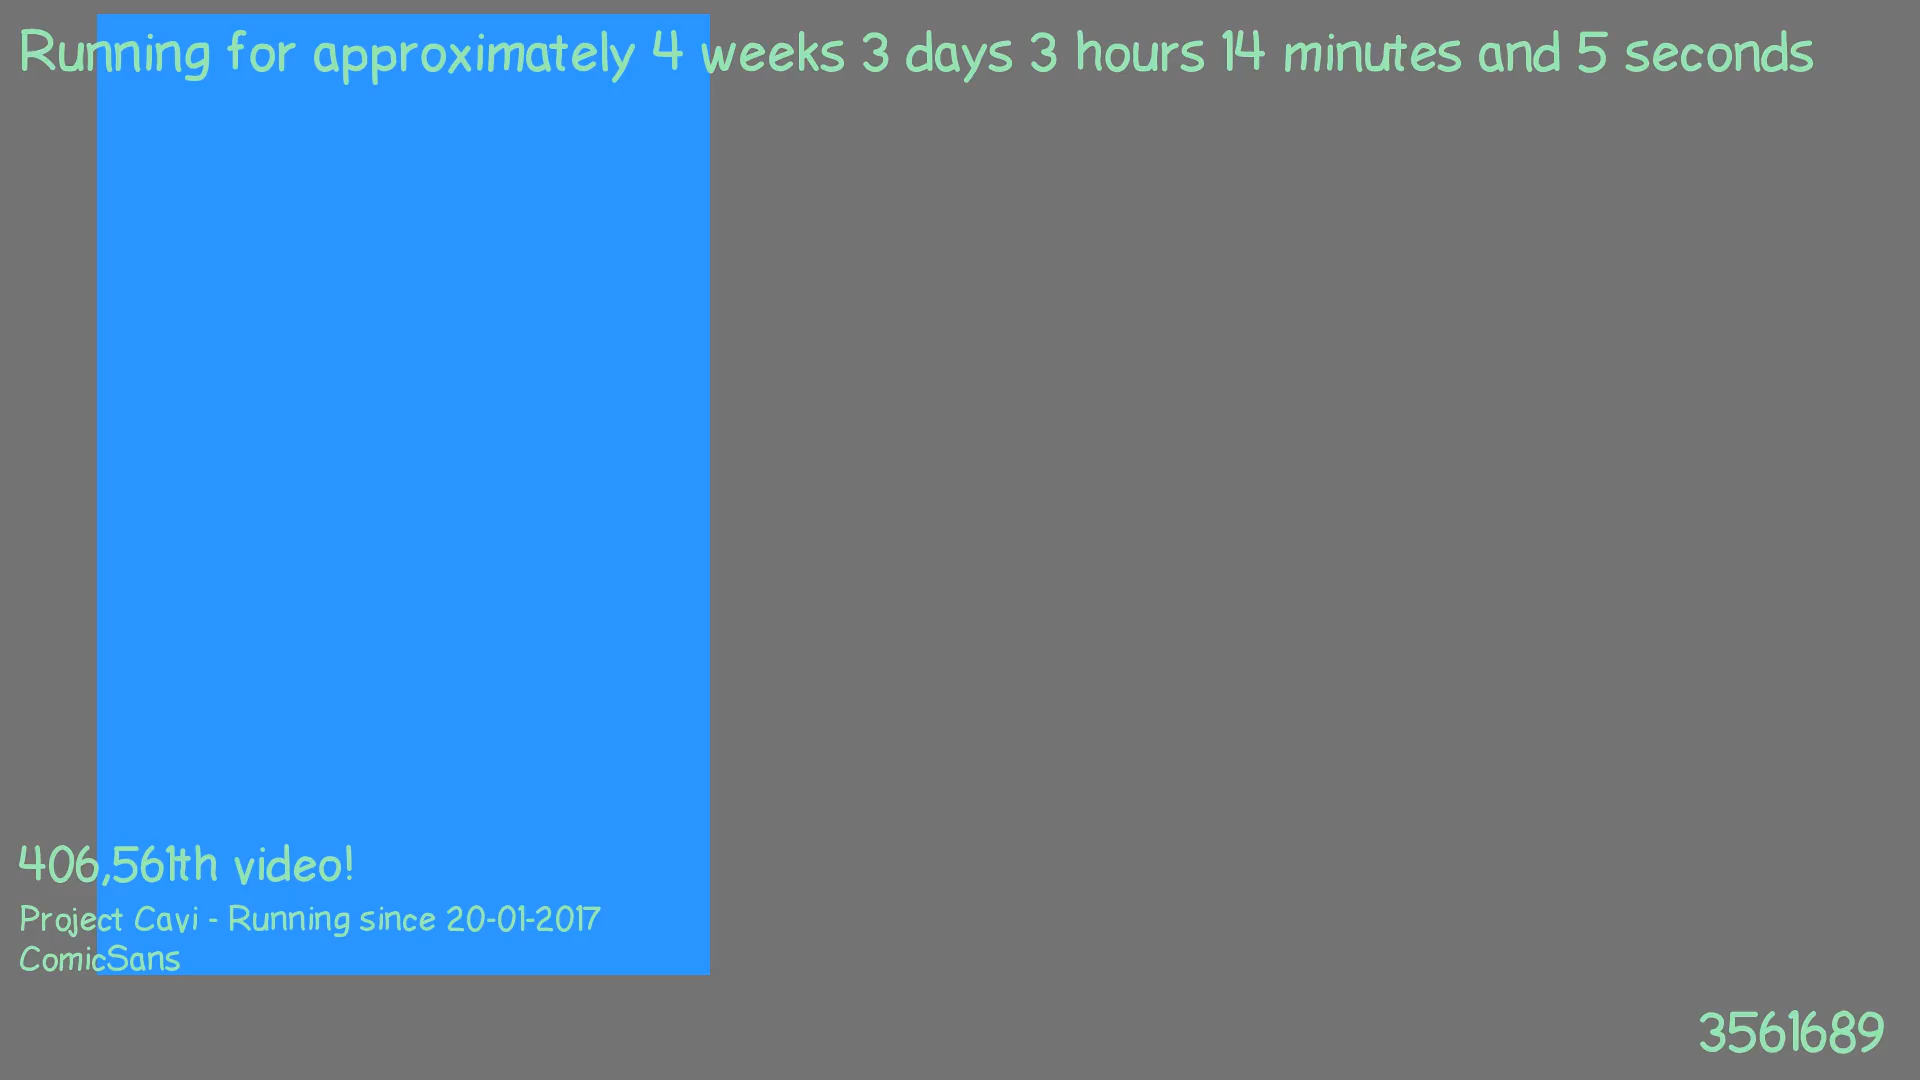 Running for approximately 4 weeks 3 days 3 hours 14 minutes and 5 seconds
406,561th video!
Project Cavi - Running since 20-01-2017
ComicSans
3561689